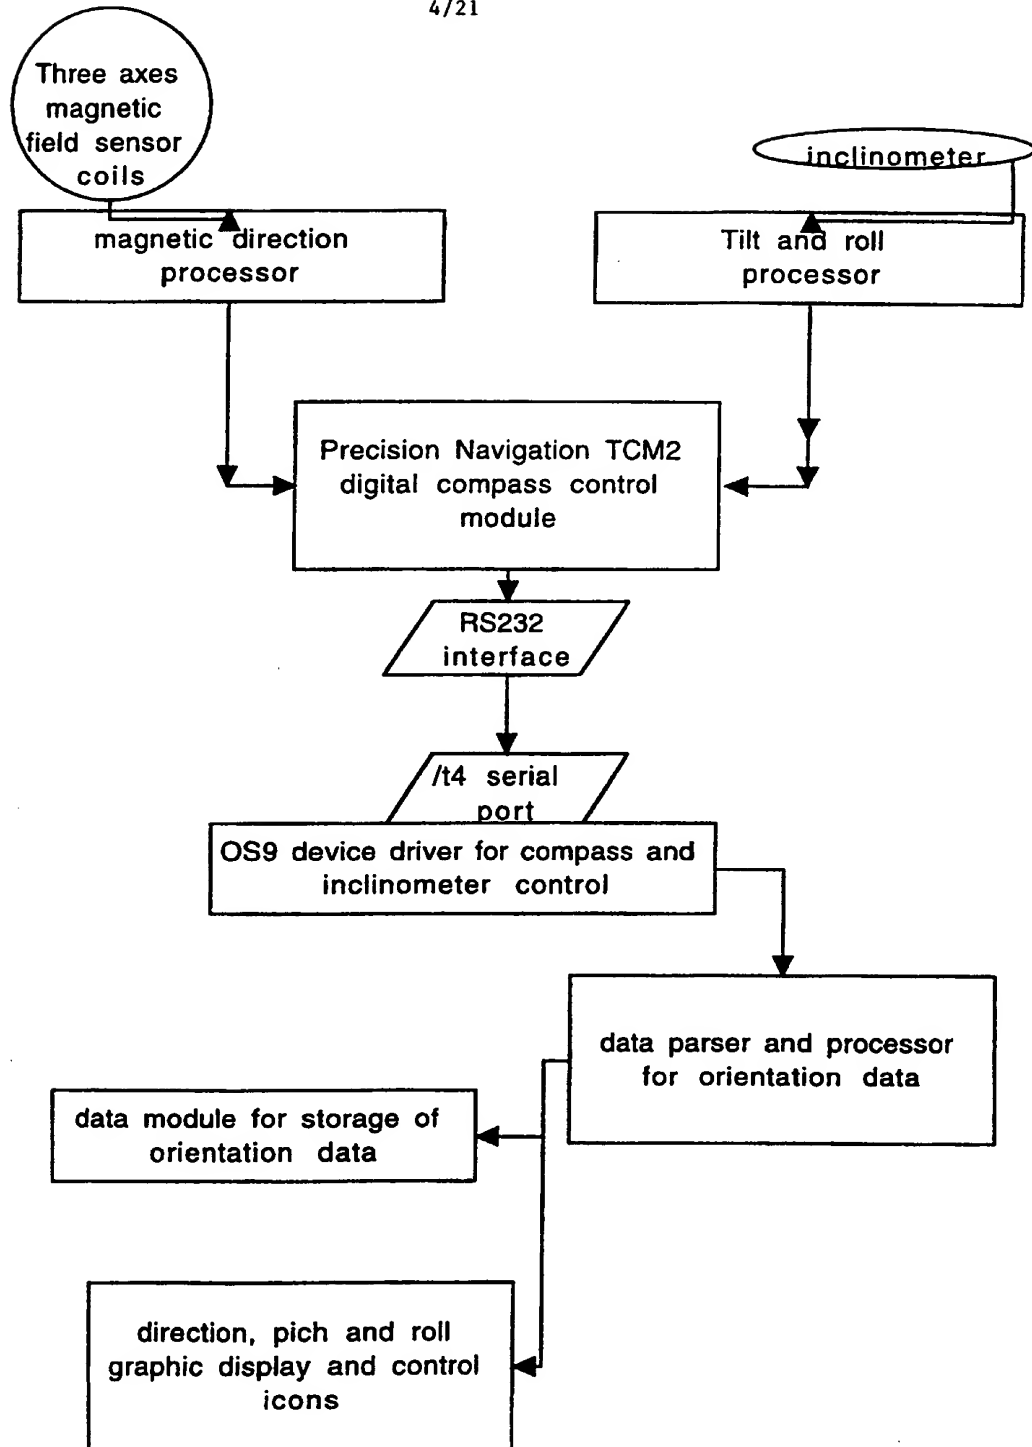 4/21
Three axes
magnetic
field sensor
coils
inclinometer
magnetic direction
processor
Tilt and roll
processor
Precision Navigation TCM2
digital compass control
module
RS232
interface
/t4 serial
port
OS9 device driver for compass and
inclinometer control
data parser and processor
for orientation data
data module for storage of
orientation data
direction, pich and roll
graphic display and control
icons